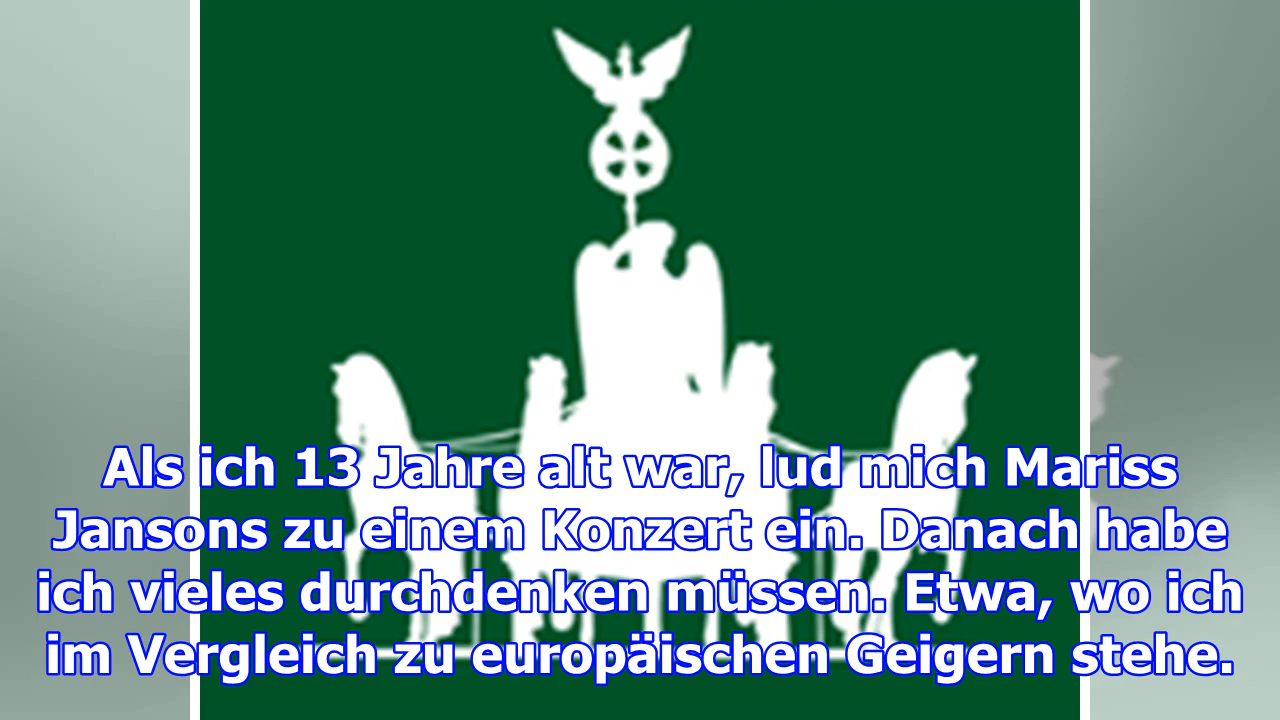 Als ich 13 Jahre alt war, lud mich Mariss
Jansons zu einem Konzert ein. Danach habe
ich vieles durchdenken müssen. Etwa, wo ich
im Vergleich zu europäischen Geigern stehe.